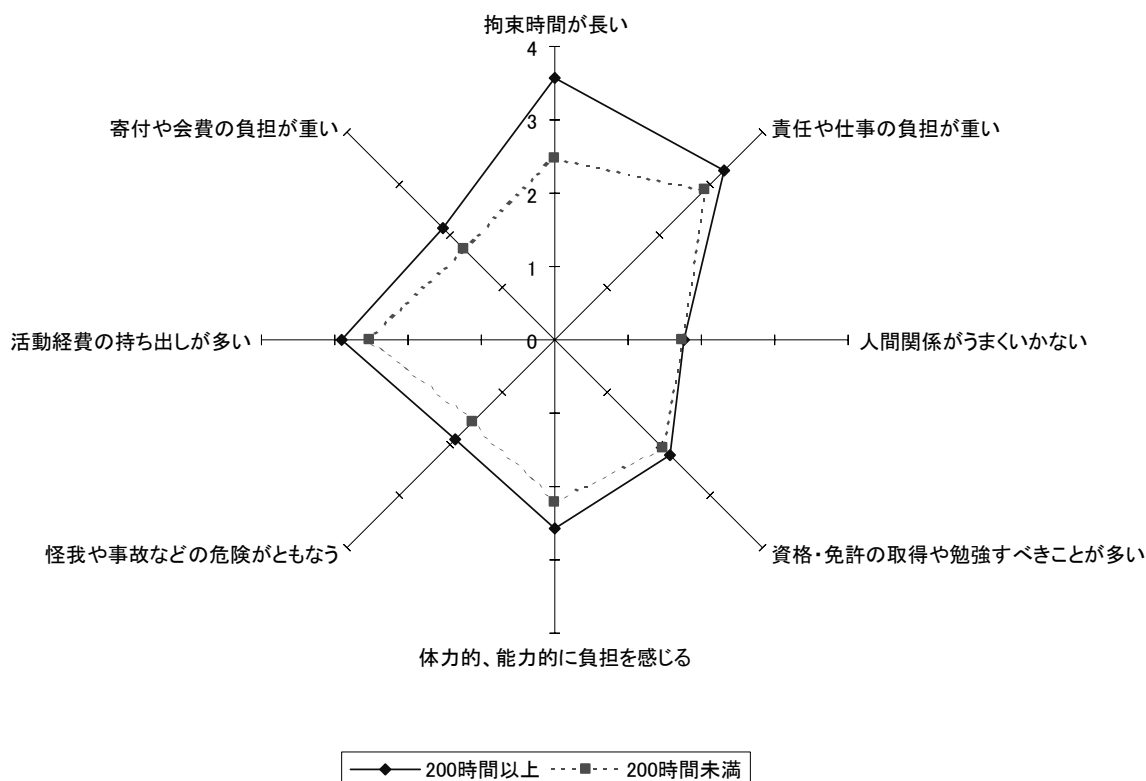 拘束時間が長い
4
寄付や会費の負担が重い
責任や仕事の負担が重い
3
2
1
活動経費の持ち出しが多い
0
人間関係がうまくいかない
怪我や事故などの危険がともなう
資格・免許の取得や勉強すべきことが多い
体力的、能力的に負担を感じる
200時間以上
200時間未満